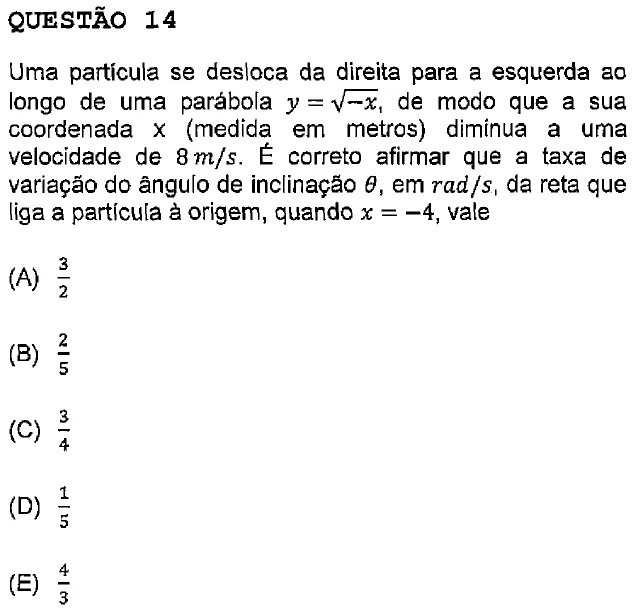 QUESTÃO 14
Uma partícula se desloca da direita para a esquerda ao
longo de uma parábola y = √−x, de modo que a sua
coordenada x (medida em metros) diminua a uma
velocidade de 8 m/s. É correto afirmar que a taxa de
variação do ângulo de inclinação θ, em rad/s, da reta que
liga a partícula à origem, quando x = −4, vale
(A) 3/2
(B) 2/5
(C) 3/4
(D) 1/5
(E) 4/3